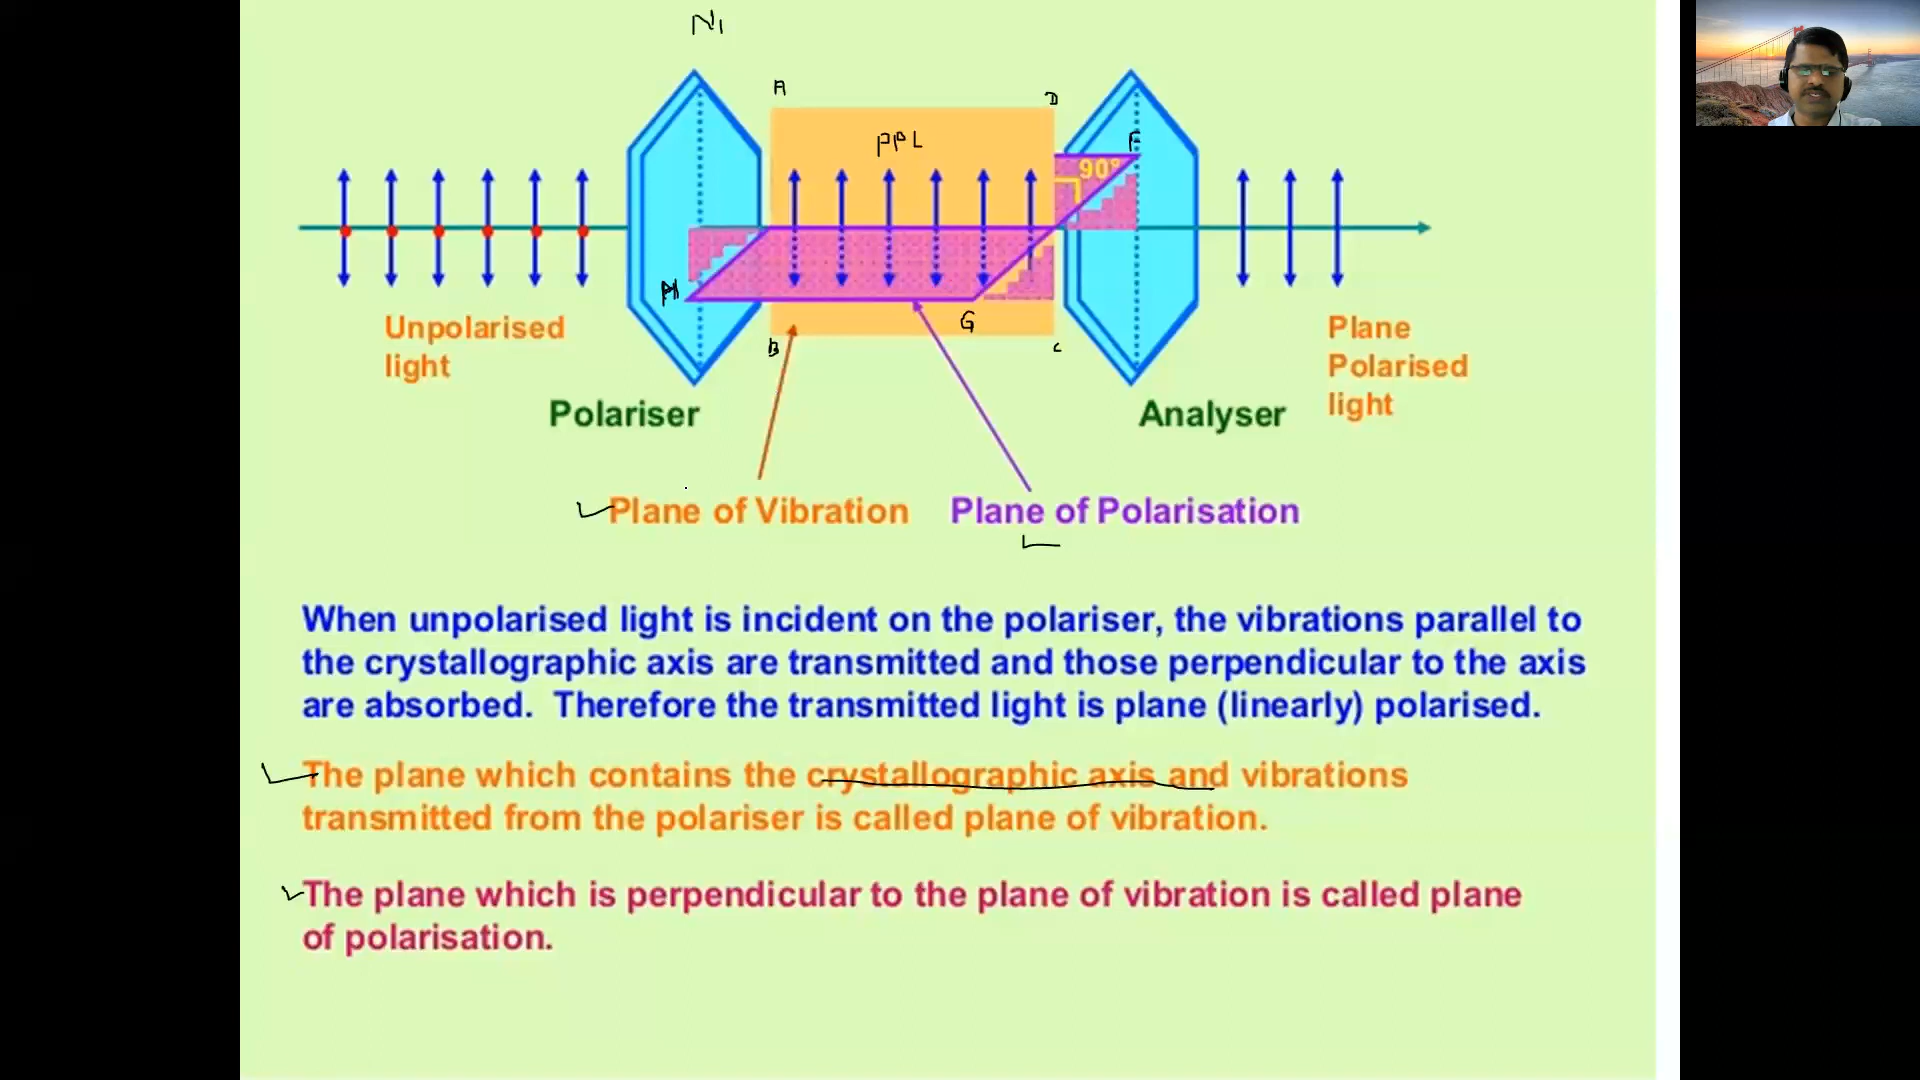 N1
A
D
PPL
F
90°
H
G
B
C
Unpolarised
light
Plane
Polarised
light
Polariser
Analyser
Plane of Vibration
Plane of Polarisation
When unpolarised light is incident on the polariser, the vibrations parallel to
the crystallographic axis are transmitted and those perpendicular to the axis
are absorbed. Therefore the transmitted light is plane (linearly) polarised.
The plane which contains the crystallographic axis and vibrations
transmitted from the polariser is called plane of vibration.
The plane which is perpendicular to the plane of vibration is called plane
of polarisation.